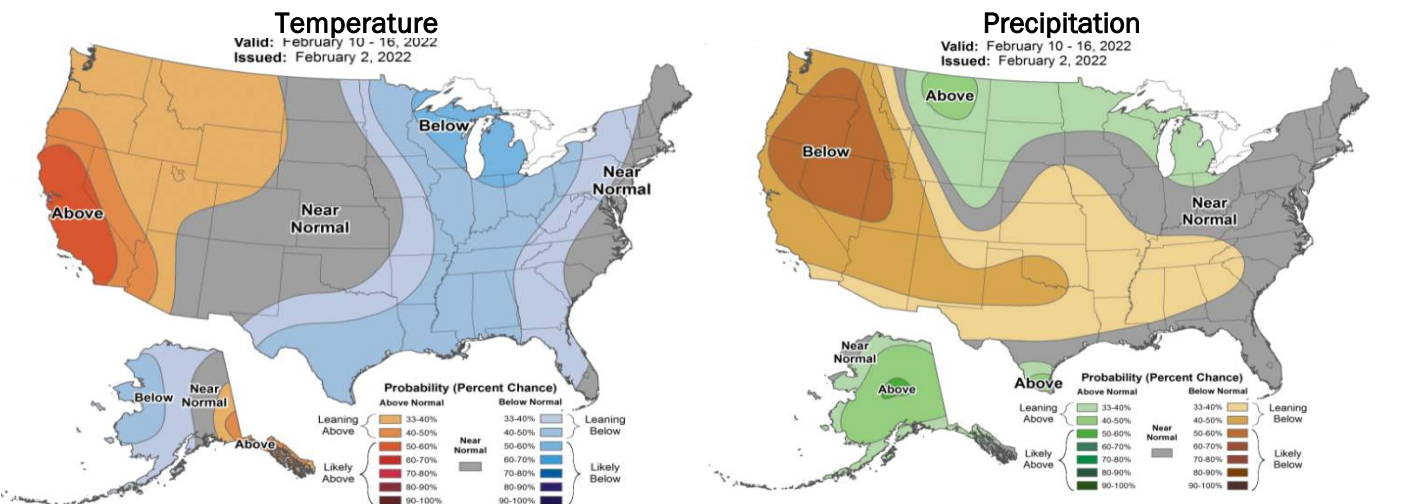 Temperature
Valid: February 10 - 16, 2022
Issued: February 2, 2022
Below
Near
Normal
Above
Near
Normal
Below
Near
Normal
Above
Probability (Percent Chance)
Above Normal
Below Normal
Leaning
Above
33-40%
40-50%
50-60%
60-70%
70-80%
80-90%
90-100%
Likely
Above
Near
Normal
33-40%
40-50%
50-60%
60-70%
70-80%
80-90%
90-100%
Leaning
Below
Likely
Below
Precipitation
Valid: February 10 - 16, 2022
Issued: February 2, 2022
Above
Below
Near
Normal
Near
Normal
Above
Above
Probability (Percent Chance)
Above Normal
Below Normal
Leaning
Above
33-40%
40-50%
50-60%
60-70%
70-80%
80-90%
90-100%
Likely
Above
Near
Normal
33-40%
40-50%
50-60%
60-70%
70-80%
80-90%
90-100%
Leaning
Below
Likely
Below